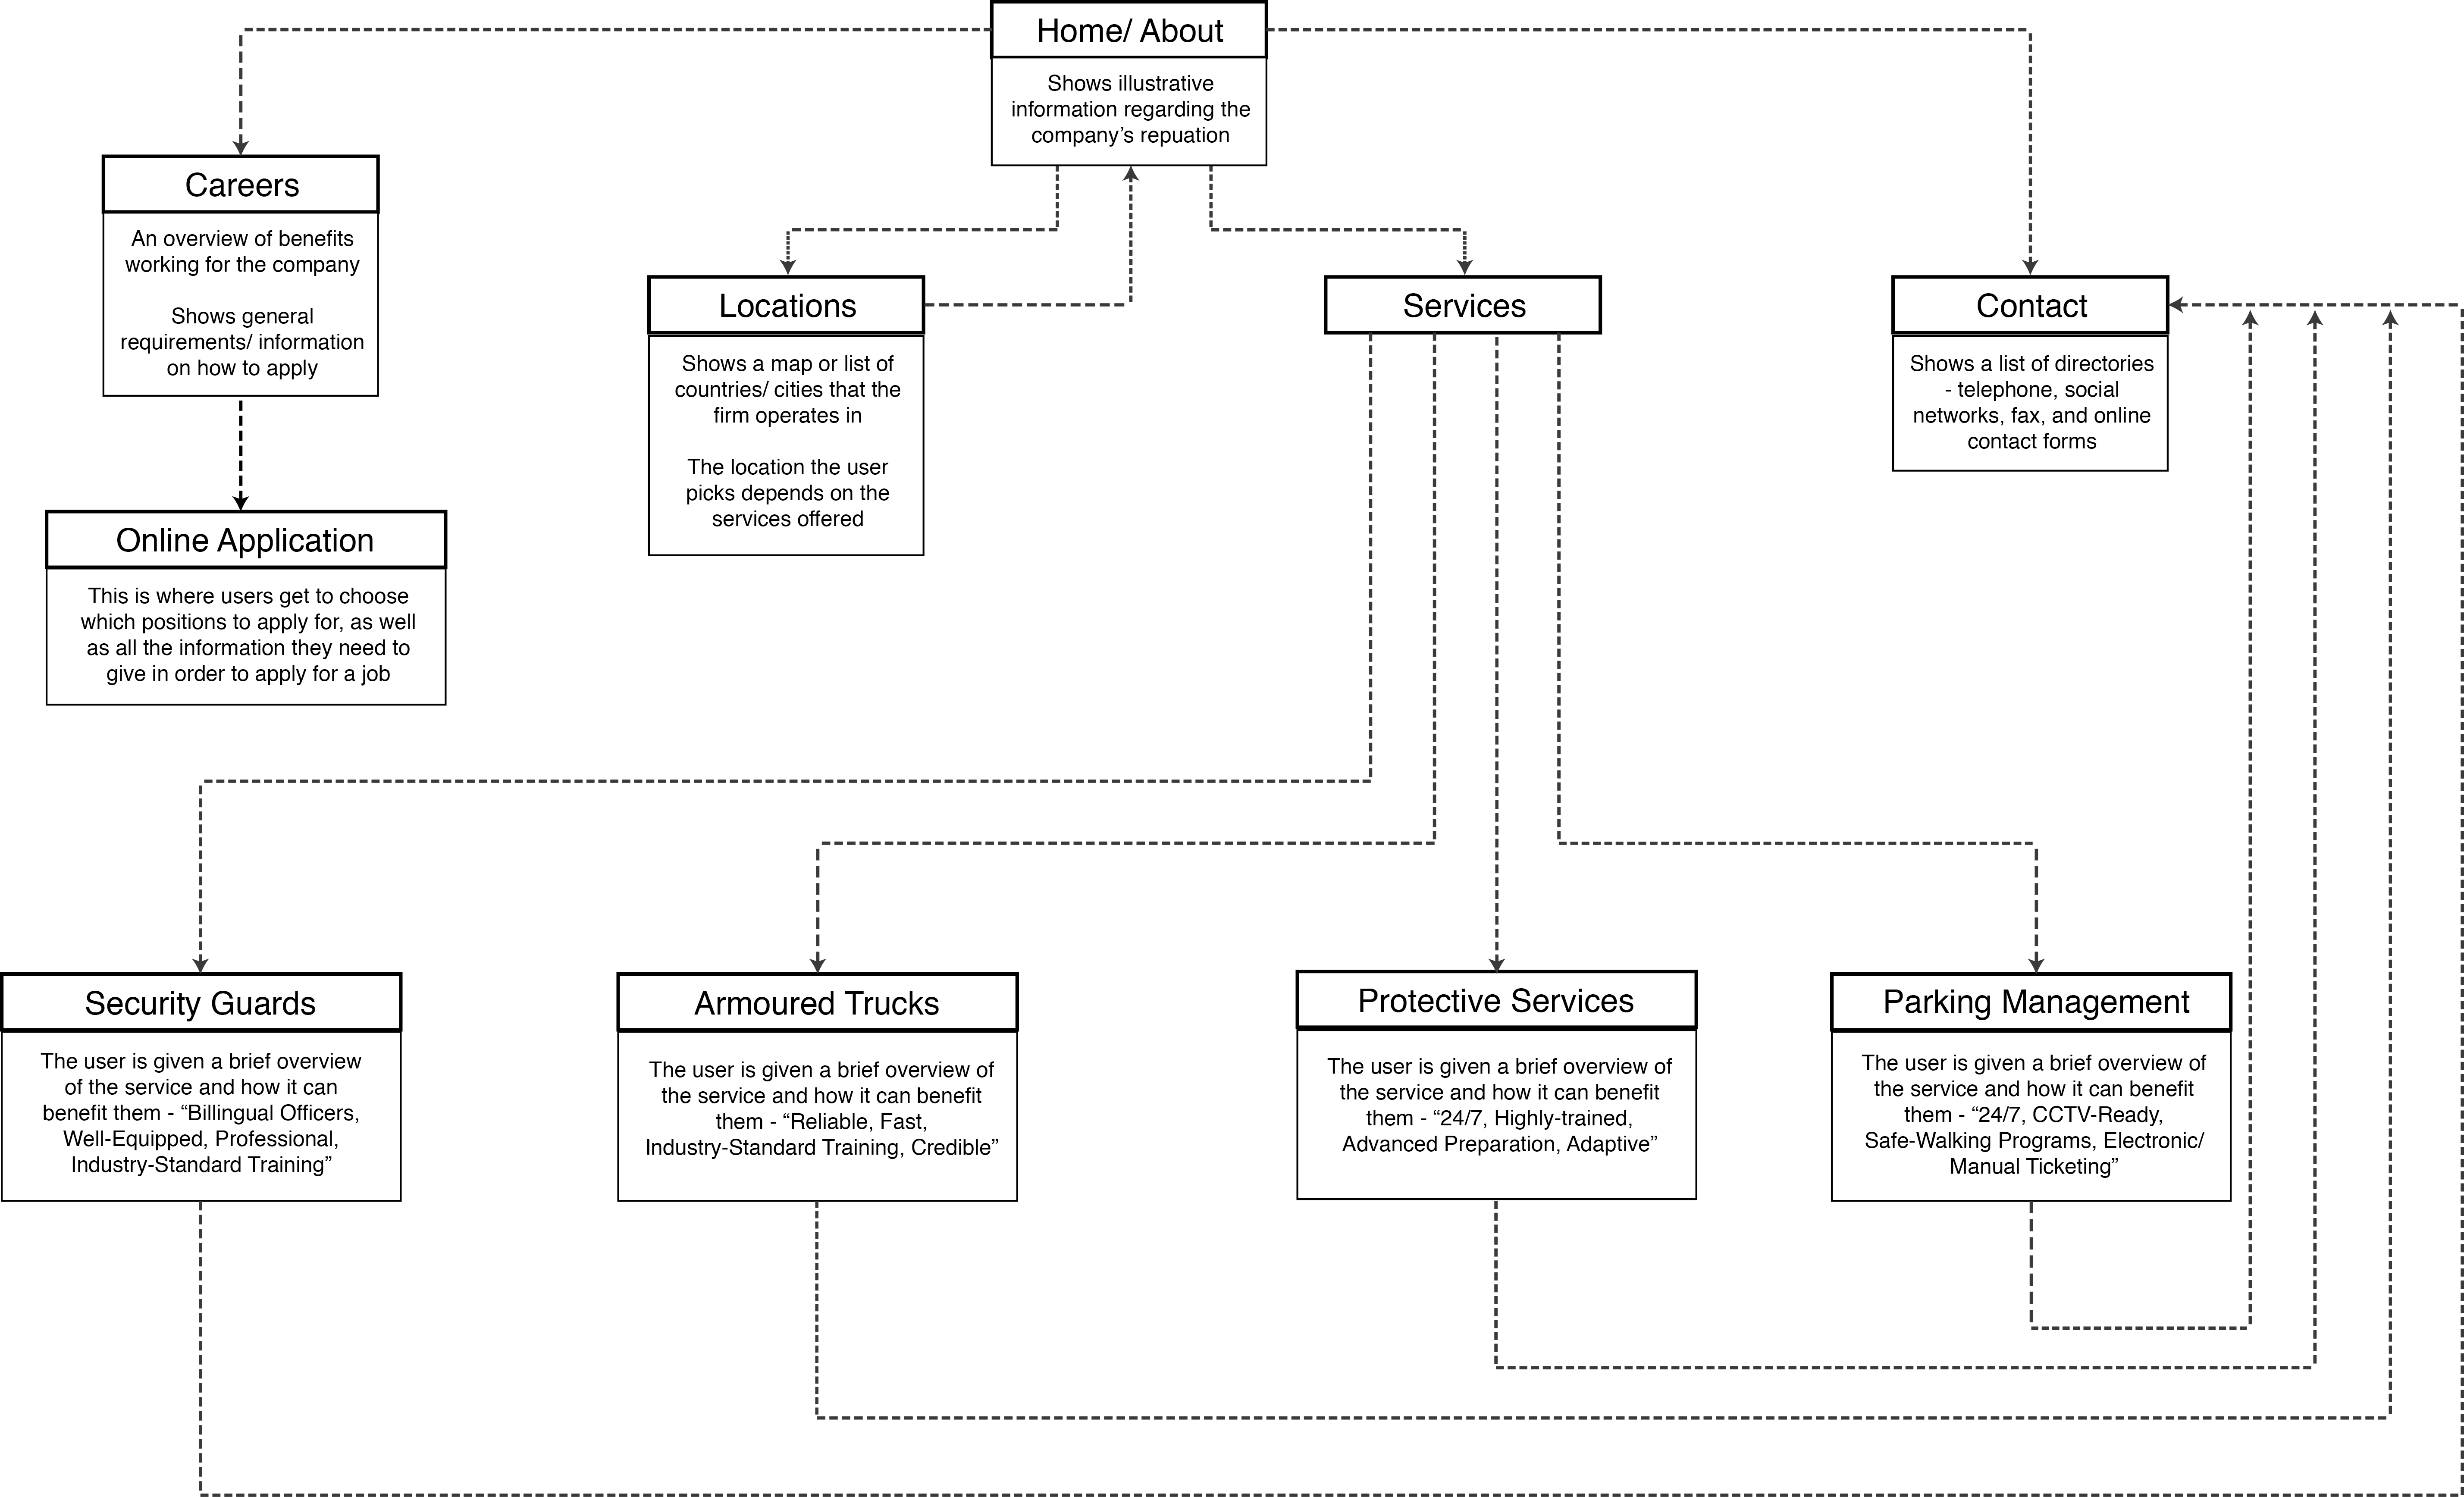 Home/ About
Shows illustrative
information regarding the
company’s repuation
Careers
An overview of benefits
working for the company
Shows general
requirements/ information
on how to apply
Online Application
This is where users get to choose
which positions to apply for, as well
as all the information they need to
give in order to apply for a job
Locations
Shows a map or list of
countries/ cities that the
firm operates in
The location the user
picks depends on the
services offered
Services
Contact
Shows a list of directories
- telephone, social
networks, fax, and online
contact forms
Security Guards
The user is given a brief overview
of the service and how it can
benefit them - “Billingual Officers,
Well-Equipped, Professional,
Industry-Standard Training”
Armoured Trucks
The user is given a brief overview of
the service and how it can benefit
them - “Reliable, Fast,
Industry-Standard Training, Credible”
Protective Services
The user is given a brief overview of
the service and how it can benefit
them - “24/7, Highly-trained,
Advanced Preparation, Adaptive”
Parking Management
The user is given a brief overview of
the service and how it can benefit
them - “24/7, CCTV-Ready,
Safe-Walking Programs, Electronic/
Manual Ticketing”